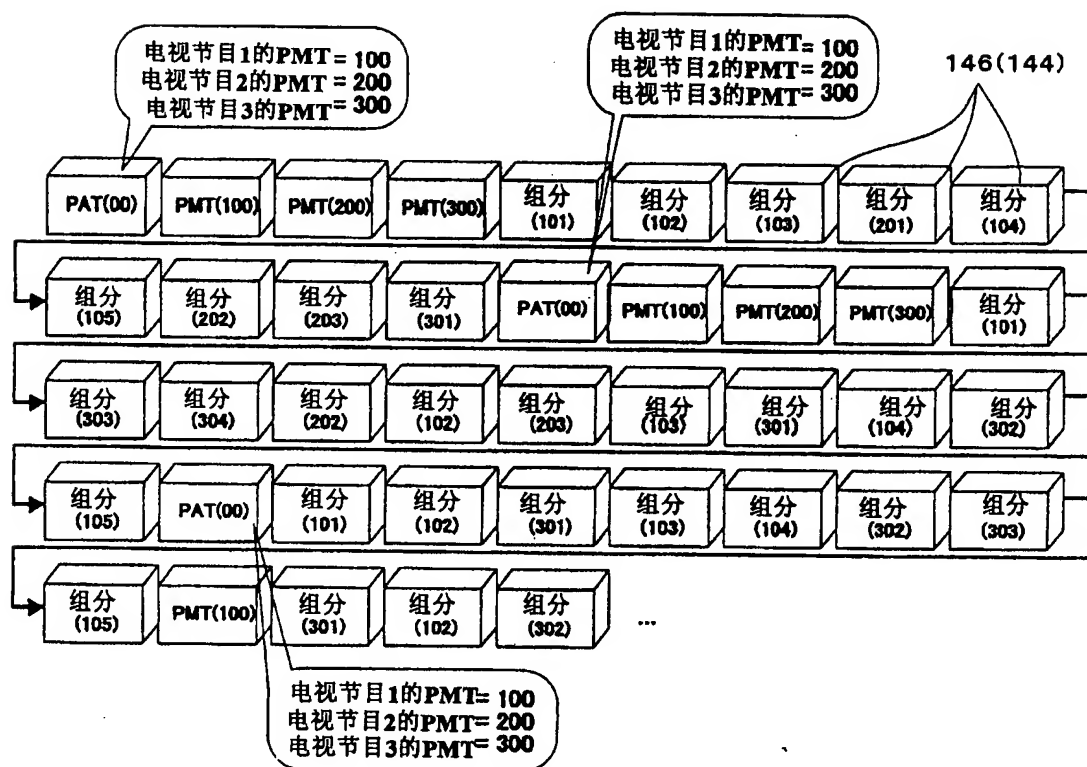 电视节目1的PMT=100
电视节目2的PMT=200
电视节目3的PMT=300
电视节目1的PMT=100
电视节目2的PMT=200
电视节目3的PMT=300
146(144)
PAT(00) PMT(100) PMT(200) PMT(300) 组分(101) 组分(102) 组分(103) 组分(201) 组分(104)
组分(105) 组分(202) 组分(203) 组分(301) PAT(00) PMT(100) PMT(200) PMT(300) 组分(101)
组分(303) 组分(304) 组分(202) 组分(102) 组分(203) 组分(103) 组分(301) 组分(104) 组分(302)
组分(105) PAT(00) 组分(101) 组分(102) 组分(301) 组分(103) 组分(104) 组分(302) 组分(303)
组分(105) PMT(100) 组分(301) 组分(102) 组分(302) ...
电视节目1的PMT=100
电视节目2的PMT=200
电视节目3的PMT=300